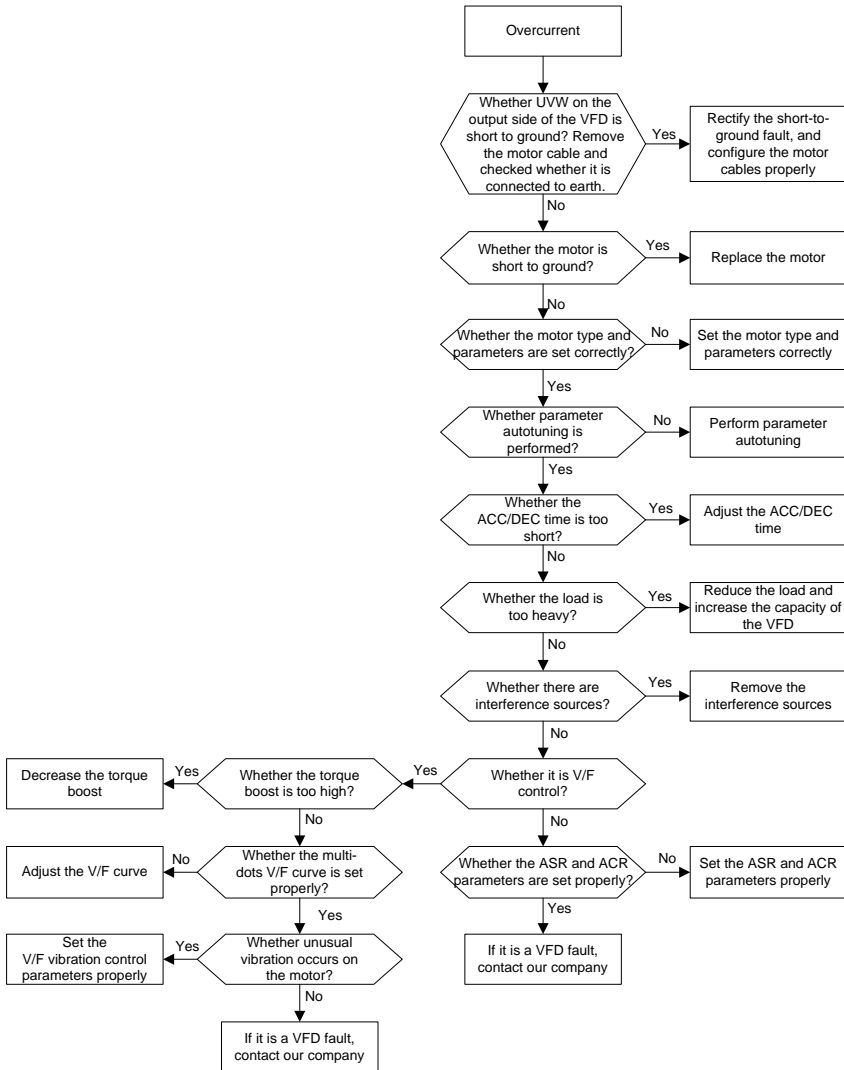 Overcurrent
Whether UVW on the
output side of the VFD is
short to ground? Remove
the motor cable and
checked whether it is
connected to earth.
Yes
Rectify the short-to-
ground fault, and
configure the motor
cables properly
No
Whether the motor is
short to ground?
Yes
Replace the motor
No
Whether the motor type and
parameters are set correctly?
No
Set the motor type and
parameters correctly
Yes
Whether parameter
autotuning is
performed?
No
Perform parameter
autotuning
Yes
Whether the
ACC/DEC time is too
short?
Yes
Adjust the ACC/DEC
time
No
Whether the load is
too heavy?
Yes
Reduce the load and
increase the capacity of
the VFD
No
Whether there are
interference sources?
Yes
Remove the
interference sources
No
Whether it is V/F
control?
Yes
Whether the torque
boost is too high?
Yes
Decrease the torque
boost
No
Whether the multi-
dots V/F curve is set
properly?
No
Adjust the V/F curve
Yes
Whether unusual
vibration occurs on
the motor?
Yes
Set the
V/F vibration control
parameters properly
No
If it is a VFD fault,
contact our company
No
Whether the ASR and ACR
parameters are set properly?
No
Set the ASR and ACR
parameters properly
Yes
If it is a VFD fault,
contact our company